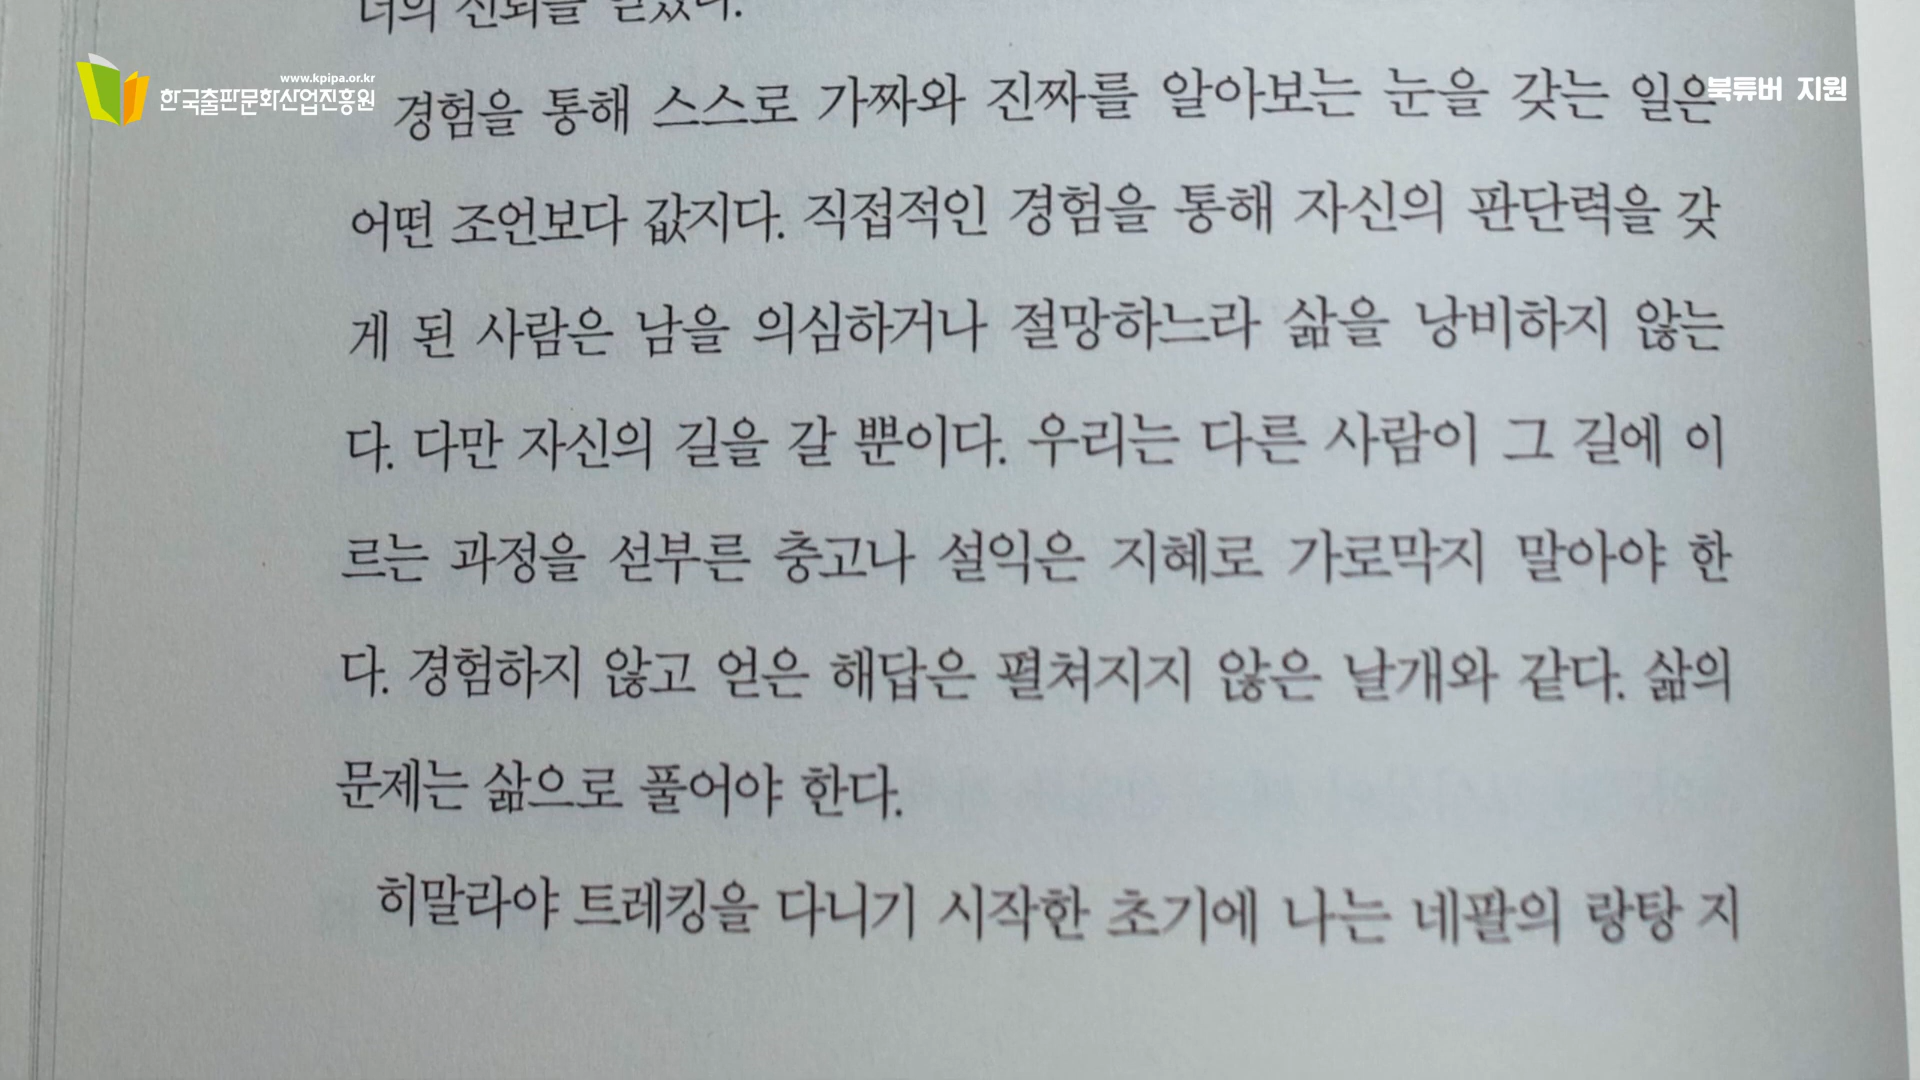 너의 신뢰를 얻었다.
www.kpipa.or.kr
한국출판문화산업진흥원
북튜버 지원
경험을 통해 스스로 가짜와 진짜를 알아보는 눈을 갖는 일은
어떤 조언보다 값지다. 직접적인 경험을 통해 자신의 판단력을 갖
게 된 사람은 남을 의심하거나 절망하느라 삶을 낭비하지 않는
다. 다만 자신의 길을 갈 뿐이다. 우리는 다른 사람이 그 길에 이
르는 과정을 섣부른 충고나 설익은 지혜로 가로막지 말아야 한
다. 경험하지 않고 얻은 해답은 펼쳐지지 않은 날개와 같다. 삶의
문제는 삶으로 풀어야 한다.
히말라야 트레킹을 다니기 시작한 초기에 나는 네팔의 랑탕 지